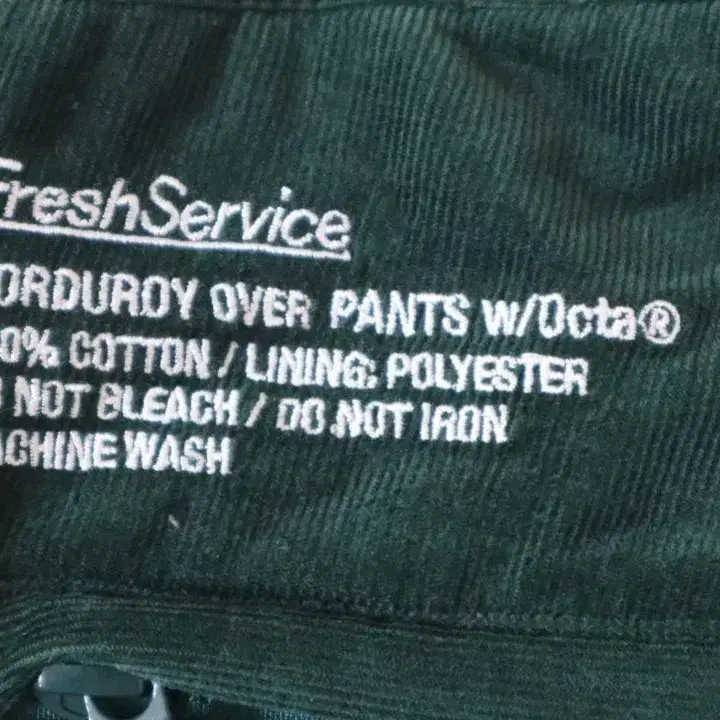 FreshService
ORDUROY OVER PANTS w/Octa®
0% COTTON / LINING: POLYESTER
NOT BLEACH / DO NOT IRON
ACHINE WASH